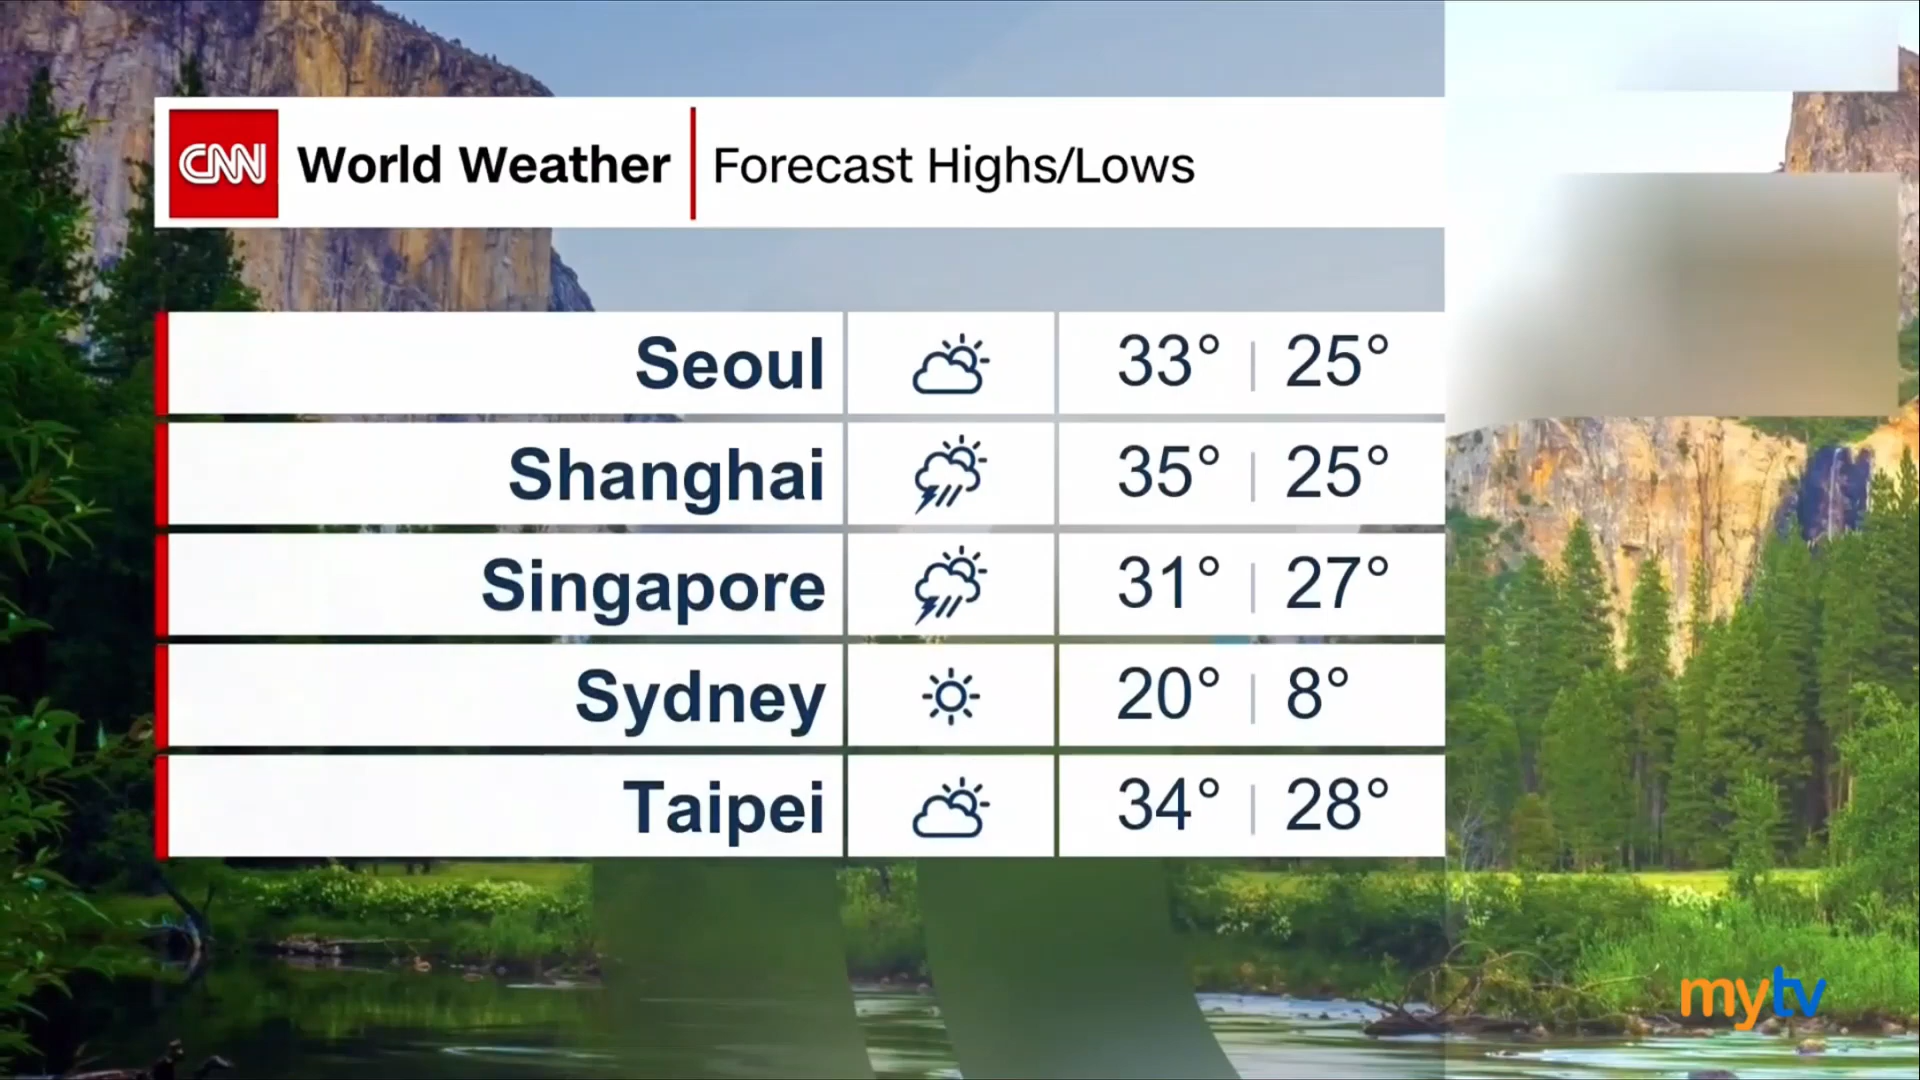 CNN World Weather | Forecast Highs/Lows
Seoul 33° | 25°
Shanghai 35° | 25°
Singapore 31° | 27°
Sydney 20° | 8°
Taipei 34° | 28°
mytv